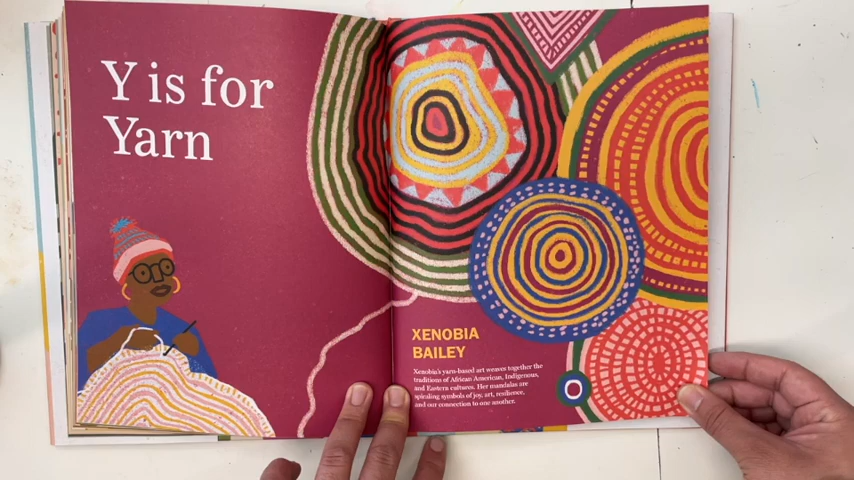 Y is for
Yarn
XENOBIA
BAILEY
Xenobia's yarn-based art weaves together the
traditions of African American, Indigenous,
and Eastern cultures. Her mandalas are
spiraling symbols of joy, art, resilience,
and our connection to one another.